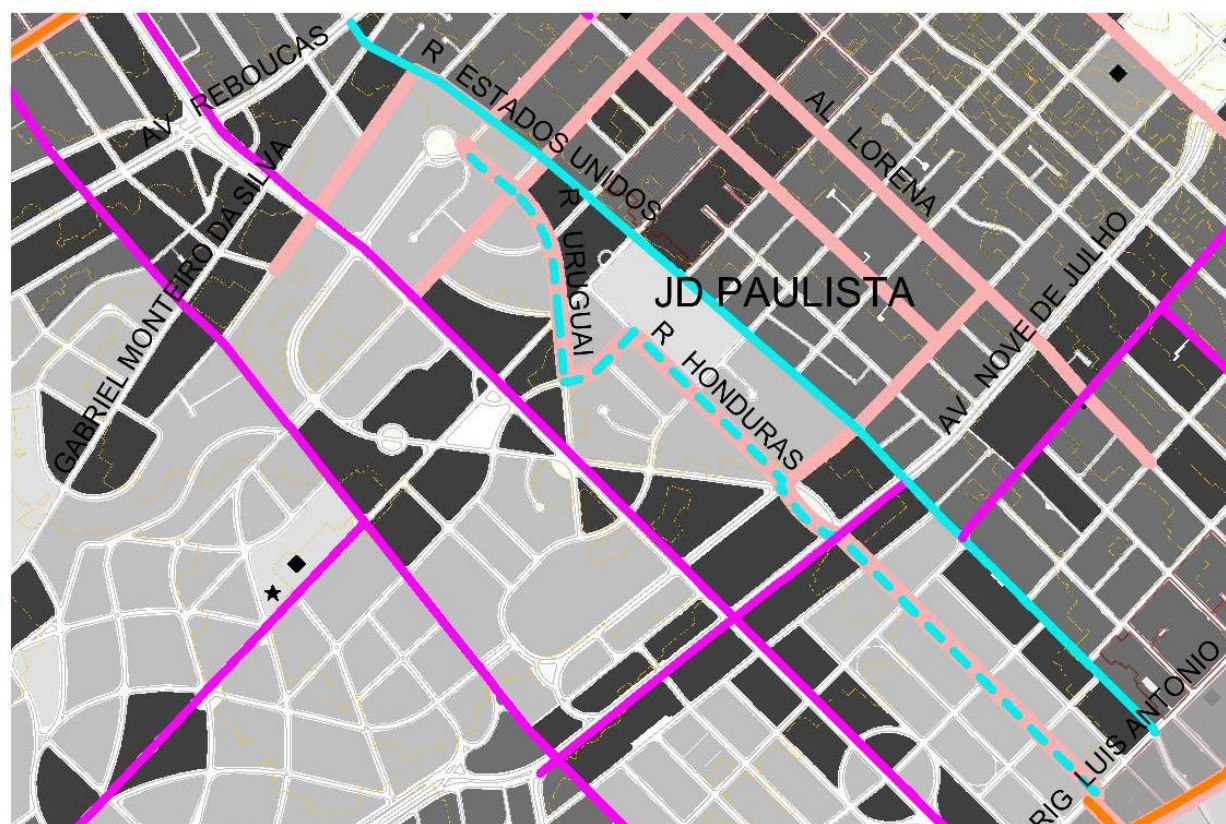 AV REBOUCAS
R ESTADOS UNIDOS
AL LORENA
GABRIEL MONTEIRO DA SILVA
R URUGUAI
JD PAULISTA
AV NOVE DE JULHO
R HONDURAS
RIG LUIS ANTONIO